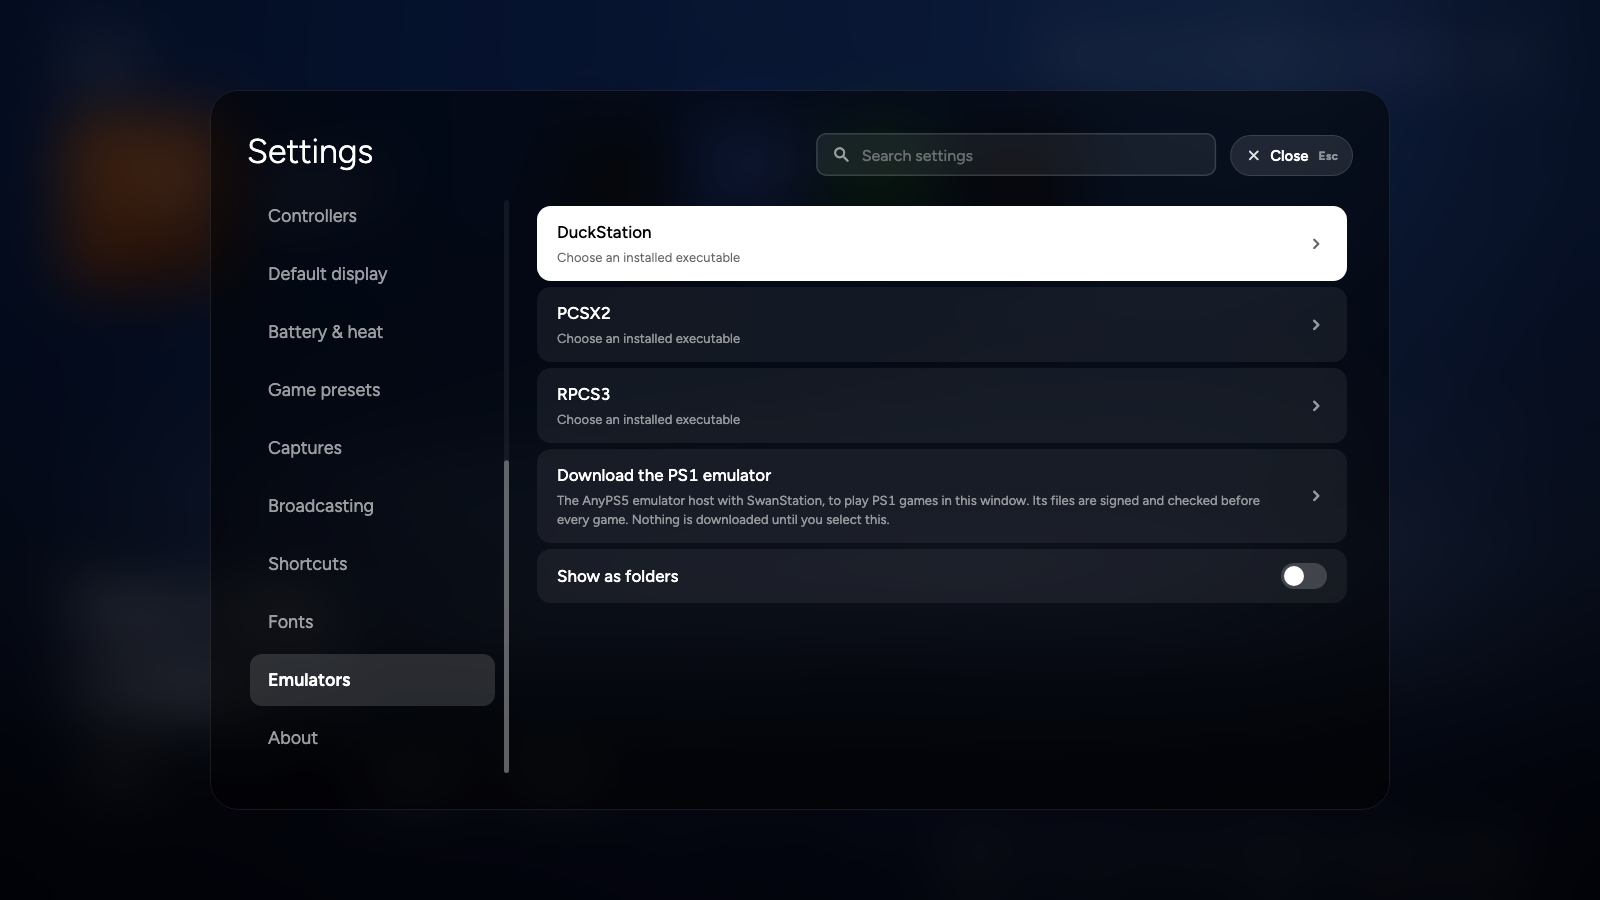 Settings
Search settings
Close Esc
Controllers
Default display
Battery & heat
Game presets
Captures
Broadcasting
Shortcuts
Fonts
Emulators
About
DuckStation
Choose an installed executable
PCSX2
Choose an installed executable
RPCS3
Choose an installed executable
Download the PS1 emulator
The AnyPS5 emulator host with SwanStation, to play PS1 games in this window. Its files are signed and checked before
every game. Nothing is downloaded until you select this.
Show as folders